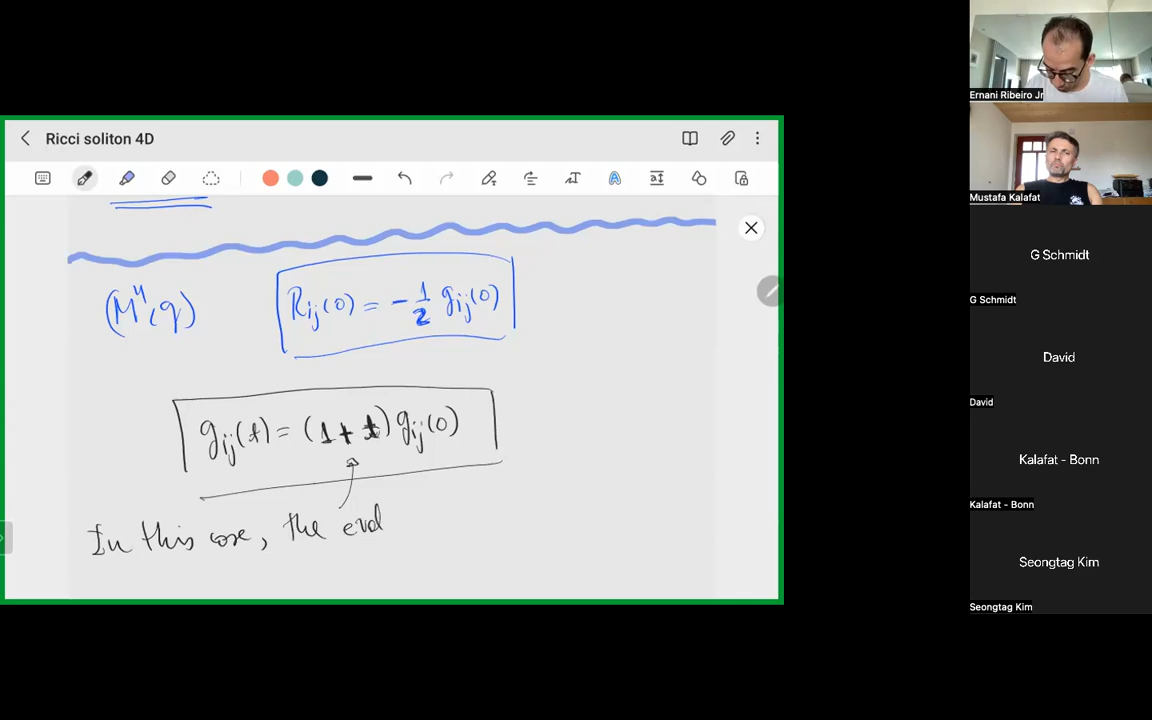 Ricci soliton 4D
(M⁴, g) R_ij(0) = -1/2 g_ij(0)
g_ij(t) = (1 + t) g_ij(0)
In this case, the evol
Ernani Ribeiro Jr
Mustafa Kalafat
G Schmidt
G Schmidt
David
David
Kalafat - Bonn
Kalafat - Bonn
Seongtag Kim
Seongtag Kim